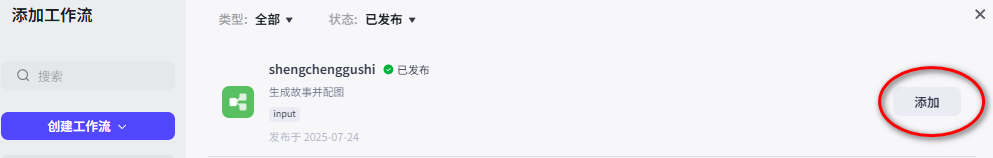 添加工作流
类型: 全部 状态: 已发布
搜索
创建工作流
shengchenggushi 已发布
生成故事并配图
input
发布于 2025-07-24
添加